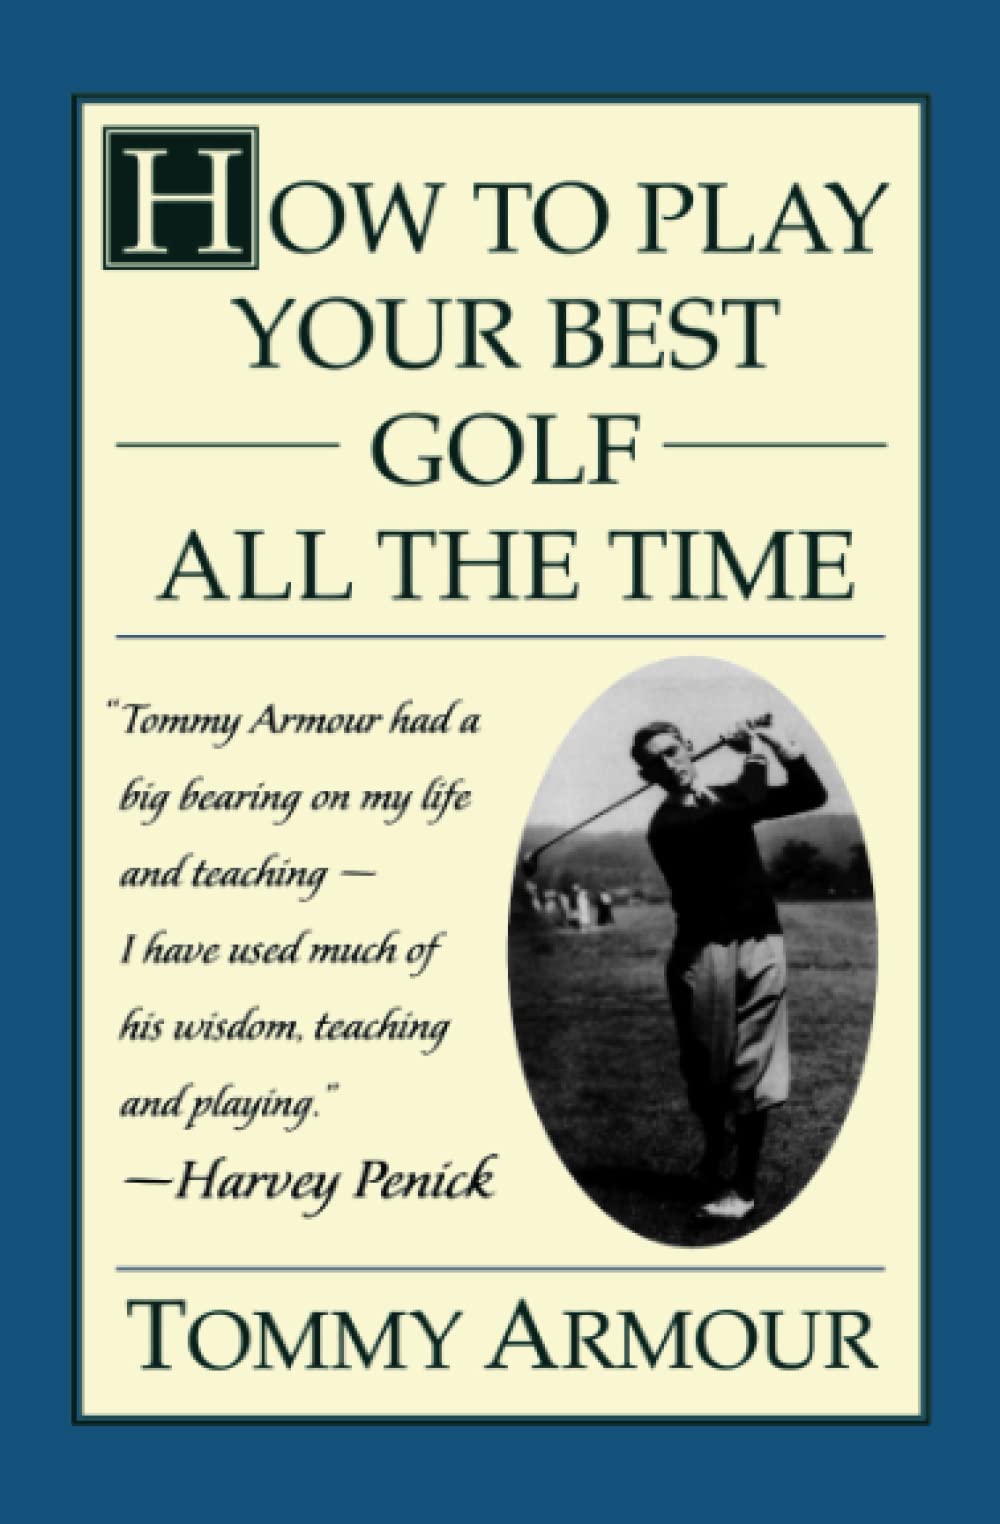 HOW TO PLAY
YOUR BEST
GOLF
ALL THE TIME
“Tommy Armour had a
big bearing on my life
and teaching —
I have used much of
his wisdom, teaching
and playing.”
—Harvey Penick
TOMMY ARMOUR